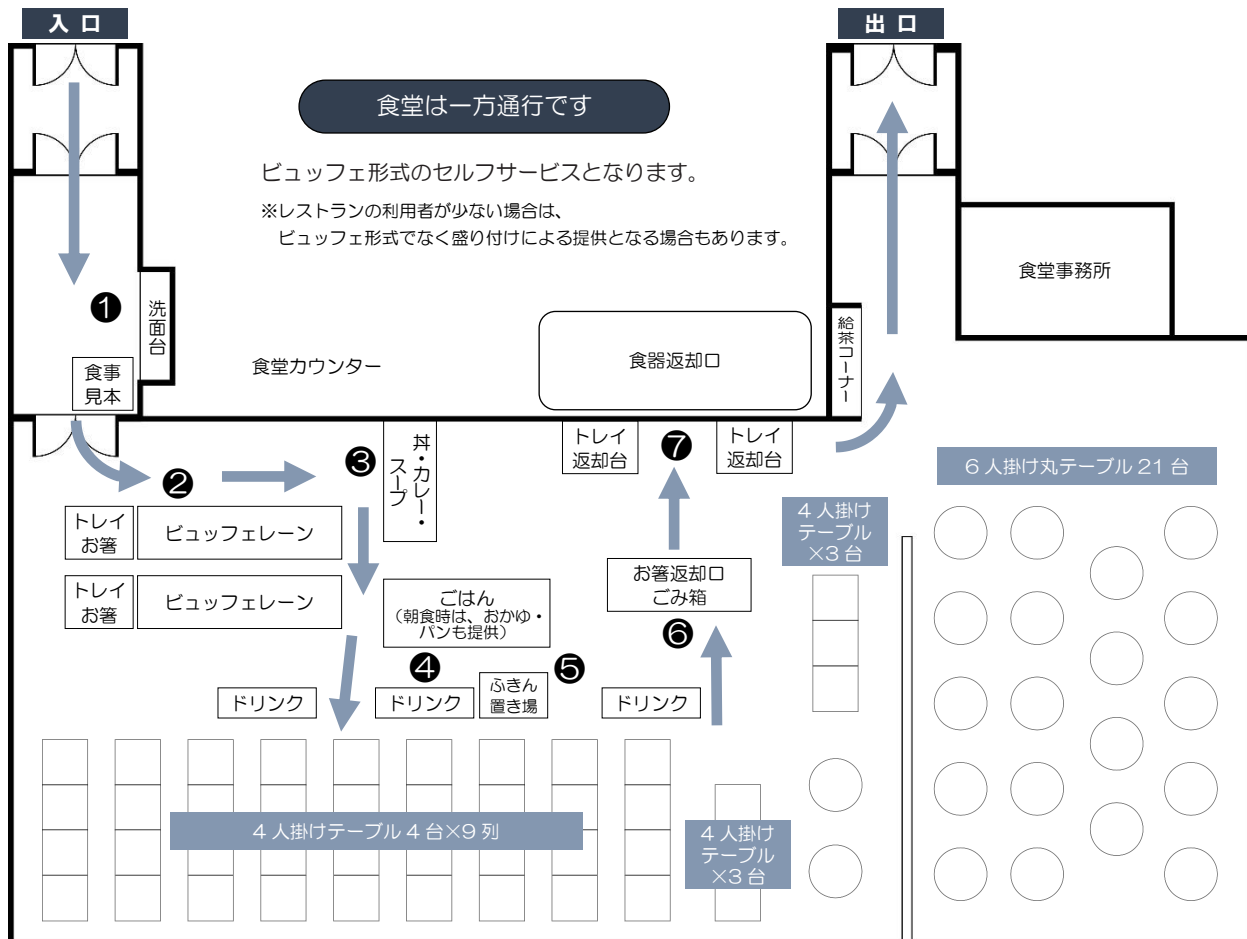 入 口
出 口
食堂は一方通行です
ビュッフェ形式のセルフサービスとなります。
※レストランの利用者が少ない場合は、
ビュッフェ形式でなく盛り付けによる提供となる場合もあります。
食堂事務所
❶
洗面台
食事
見本
食堂カウンター
食器返却口
給茶コーナー
❷
❸
丼・カレー・
スープ
トレイ
返却台
❼
トレイ
返却台
6 人掛け丸テーブル 21 台
トレイ
お箸
ビュッフェレーン
4 人掛け
テーブル
×3 台
トレイ
お箸
ビュッフェレーン
ごはん
（朝食時は、おかゆ・
パンも提供）
お箸返却口
ごみ箱
❻
❹
❺
ドリンク
ドリンク
ふきん
置き場
ドリンク
4 人掛けテーブル 4 台×9 列
4 人掛け
テーブル
×3 台